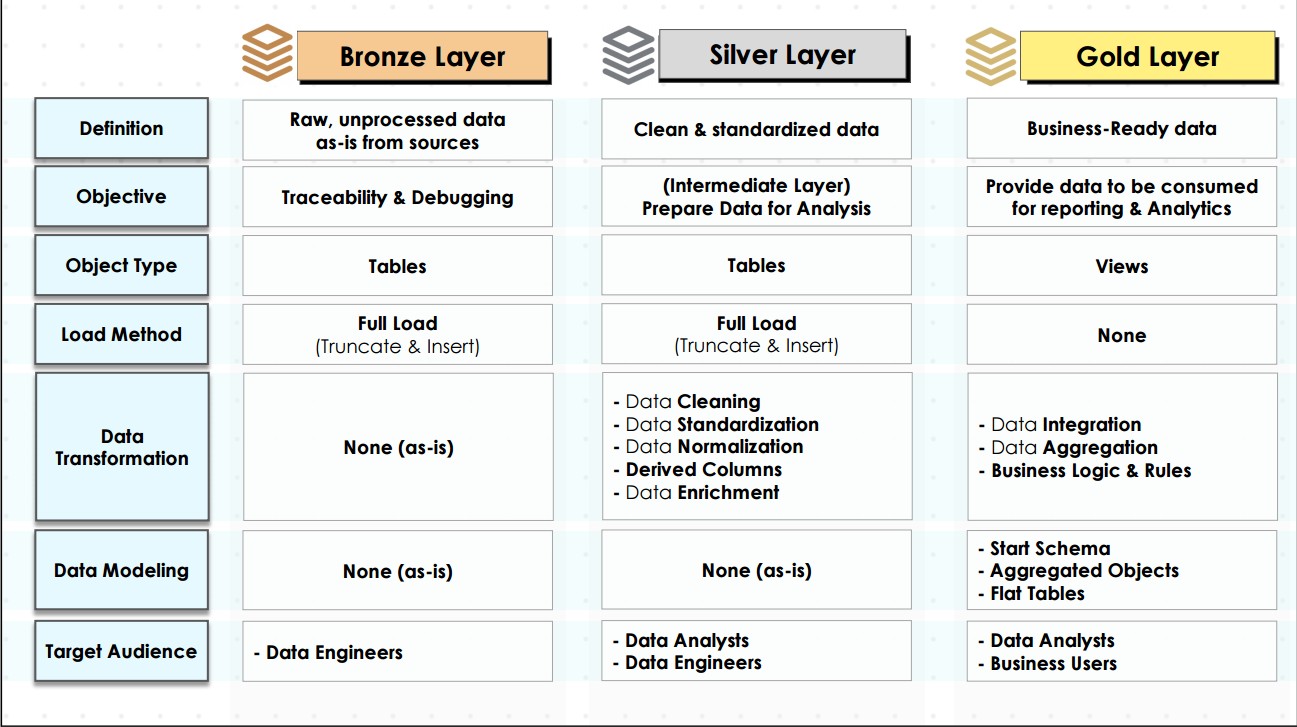 Bronze Layer
Silver Layer
Gold Layer
Definition
Raw, unprocessed data
as-is from sources
Clean & standardized data
Business-Ready data
Objective
Traceability & Debugging
(Intermediate Layer)
Prepare Data for Analysis
Provide data to be consumed
for reporting & Analytics
Object Type
Tables
Tables
Views
Load Method
Full Load
(Truncate & Insert)
Full Load
(Truncate & Insert)
None
Data
Transformation
None (as-is)
- Data Cleaning
- Data Standardization
- Data Normalization
- Derived Columns
- Data Enrichment
- Data Integration
- Data Aggregation
- Business Logic & Rules
Data Modeling
None (as-is)
None (as-is)
- Start Schema
- Aggregated Objects
- Flat Tables
Target Audience
- Data Engineers
- Data Analysts
- Data Engineers
- Data Analysts
- Business Users